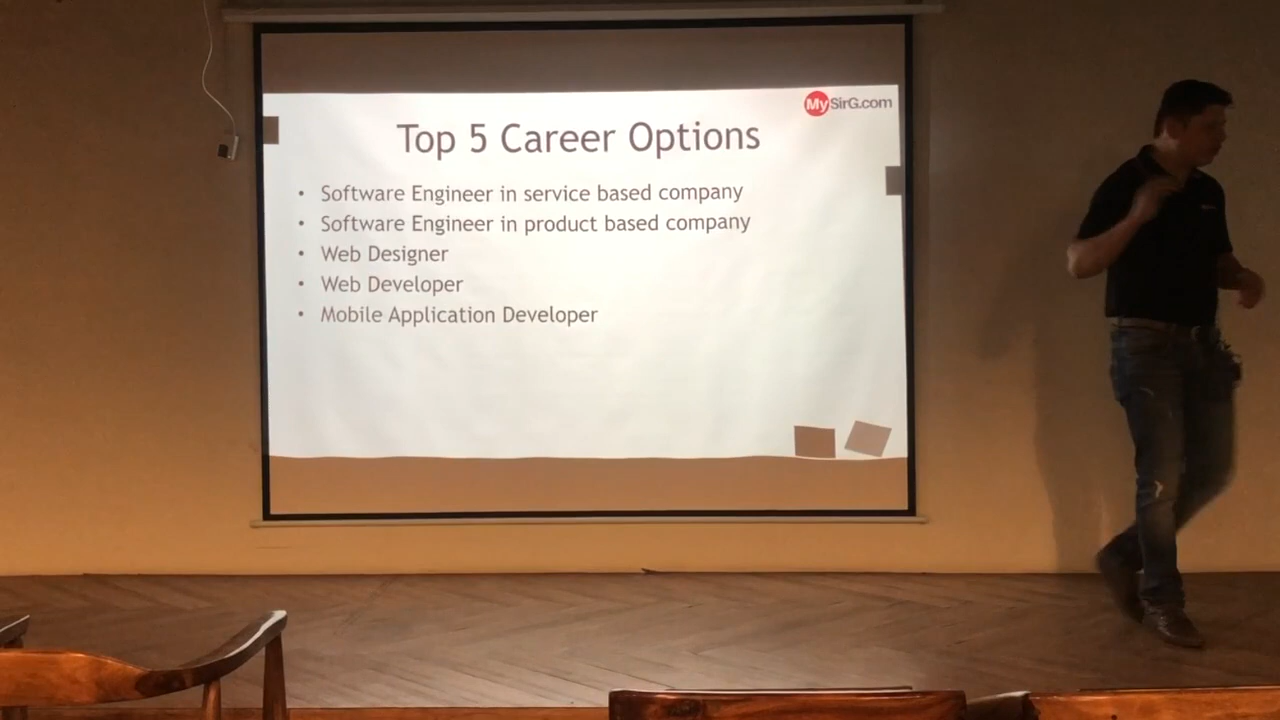 MySirG.com
Top 5 Career Options
• Software Engineer in service based company
• Software Engineer in product based company
• Web Designer
• Web Developer
• Mobile Application Developer